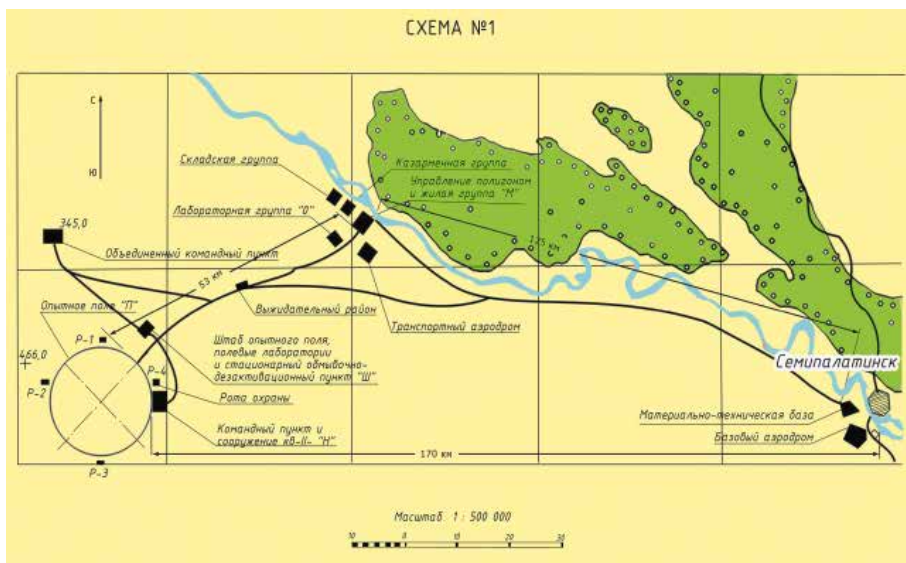 СХЕМА №1
С
Ю
Складская группа
Казарменная группа
Управление полигоном
и жилая группа "М"
Лабораторная группа "О"
345,0
Объединенный командный пункт
125 км
53 км
Опытное поле "П"
Выжидательный район
Транспортный аэродром
Р-1
Штаб опытного поля,
полевые лаборатории
и стационарный обмывочно-
дезактивационный пункт "Ш"
466,0
Р-4
Р-2
Рота охраны
Семипалатинск
Материально-техническая база
Командный пункт и
сооружение кв-II- "Н"
Базовый аэродром
170 км
Р-3
Масштаб 1 : 500 000
10 0 10 20 30